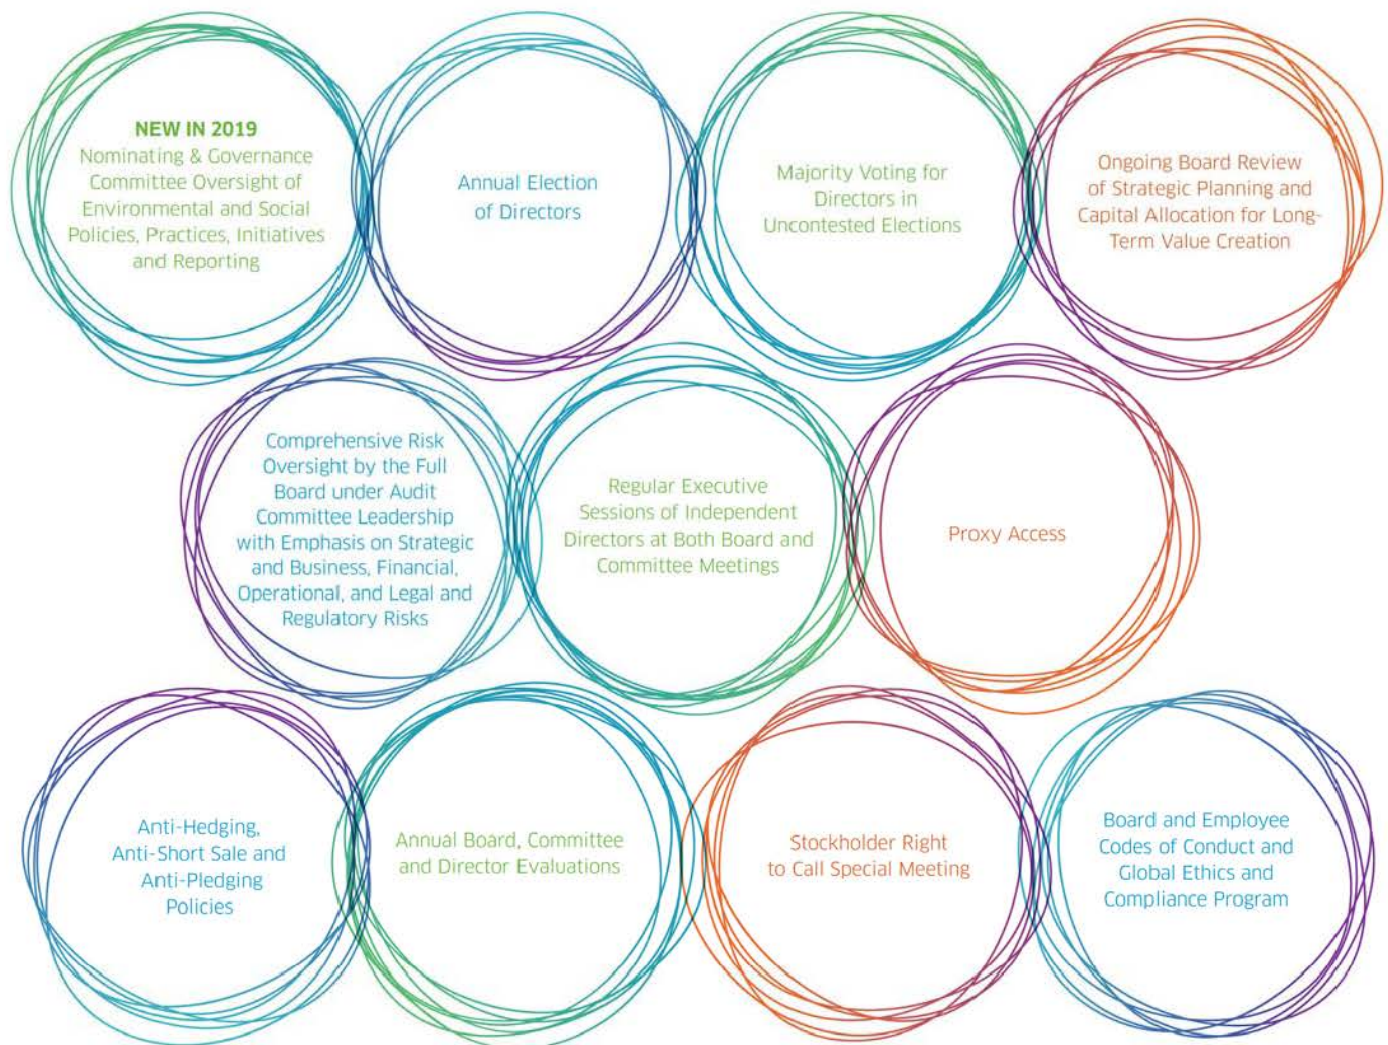 NEW IN 2019
Nominating & Governance
Committee Oversight of
Environmental and Social
Policies, Practices, Initiatives
and Reporting
Annual Election
of Directors
Majority Voting for
Directors in
Uncontested Elections
Ongoing Board Review
of Strategic Planning and
Capital Allocation for Long-
Term Value Creation
Comprehensive Risk
Oversight by the Full
Board under Audit
Committee Leadership
with Emphasis on Strategic
and Business, Financial,
Operational, and Legal and
Regulatory Risks
Regular Executive
Sessions of Independent
Directors at Both Board and
Committee Meetings
Proxy Access
Anti-Hedging,
Anti-Short Sale and
Anti-Pledging
Policies
Annual Board, Committee
and Director Evaluations
Stockholder Right
to Call Special Meeting
Board and Employee
Codes of Conduct and
Global Ethics and
Compliance Program